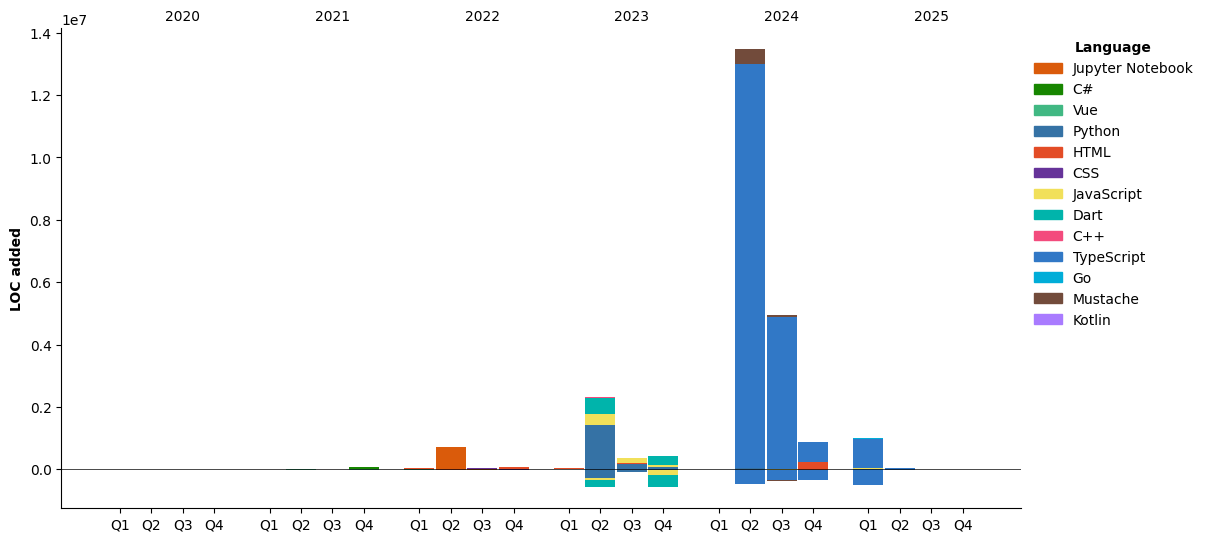 2020 2021 2022 2023 2024 2025
1e7
1.4
1.2
1.0
0.8
0.6
0.4
0.2
0.0
LOC added
Q1 Q2 Q3 Q4 Q1 Q2 Q3 Q4 Q1 Q2 Q3 Q4 Q1 Q2 Q3 Q4 Q1 Q2 Q3 Q4 Q1 Q2 Q3 Q4
Language
Jupyter Notebook
C#
Vue
Python
HTML
CSS
JavaScript
Dart
C++
TypeScript
Go
Mustache
Kotlin